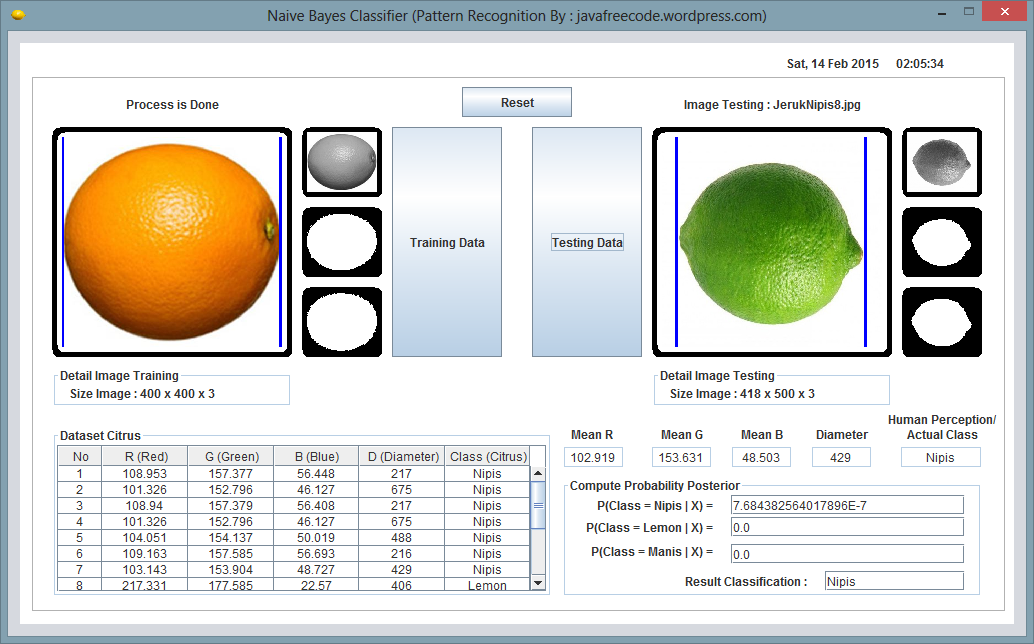 Naive Bayes Classifier (Pattern Recognition By : javafreecode.wordpress.com)
Sat, 14 Feb 2015 02:05:34
Process is Done
Reset
Image Testing : JerukNipis8.jpg
Training Data
Testing Data
Detail Image Training
Size Image : 400 x 400 x 3
Detail Image Testing
Size Image : 418 x 500 x 3
Dataset Citrus
No R (Red) G (Green) B (Blue) D (Diameter) Class (Citrus)
1 108.953 157.377 56.448 217 Nipis
2 101.326 152.796 46.127 675 Nipis
3 108.94 157.379 56.408 217 Nipis
4 101.326 152.796 46.127 675 Nipis
5 104.051 154.137 50.019 488 Nipis
6 109.163 157.585 56.693 216 Nipis
7 103.143 153.904 48.727 429 Nipis
8 217.331 177.585 22.57 406 Lemon
Human Perception/
Mean R Mean G Mean B Diameter Actual Class
102.919 153.631 48.503 429 Nipis
Compute Probability Posterior
P(Class = Nipis | X) = 7.684382564017896E-7
P(Class = Lemon | X) = 0.0
P(Class = Manis | X) = 0.0
Result Classification : Nipis